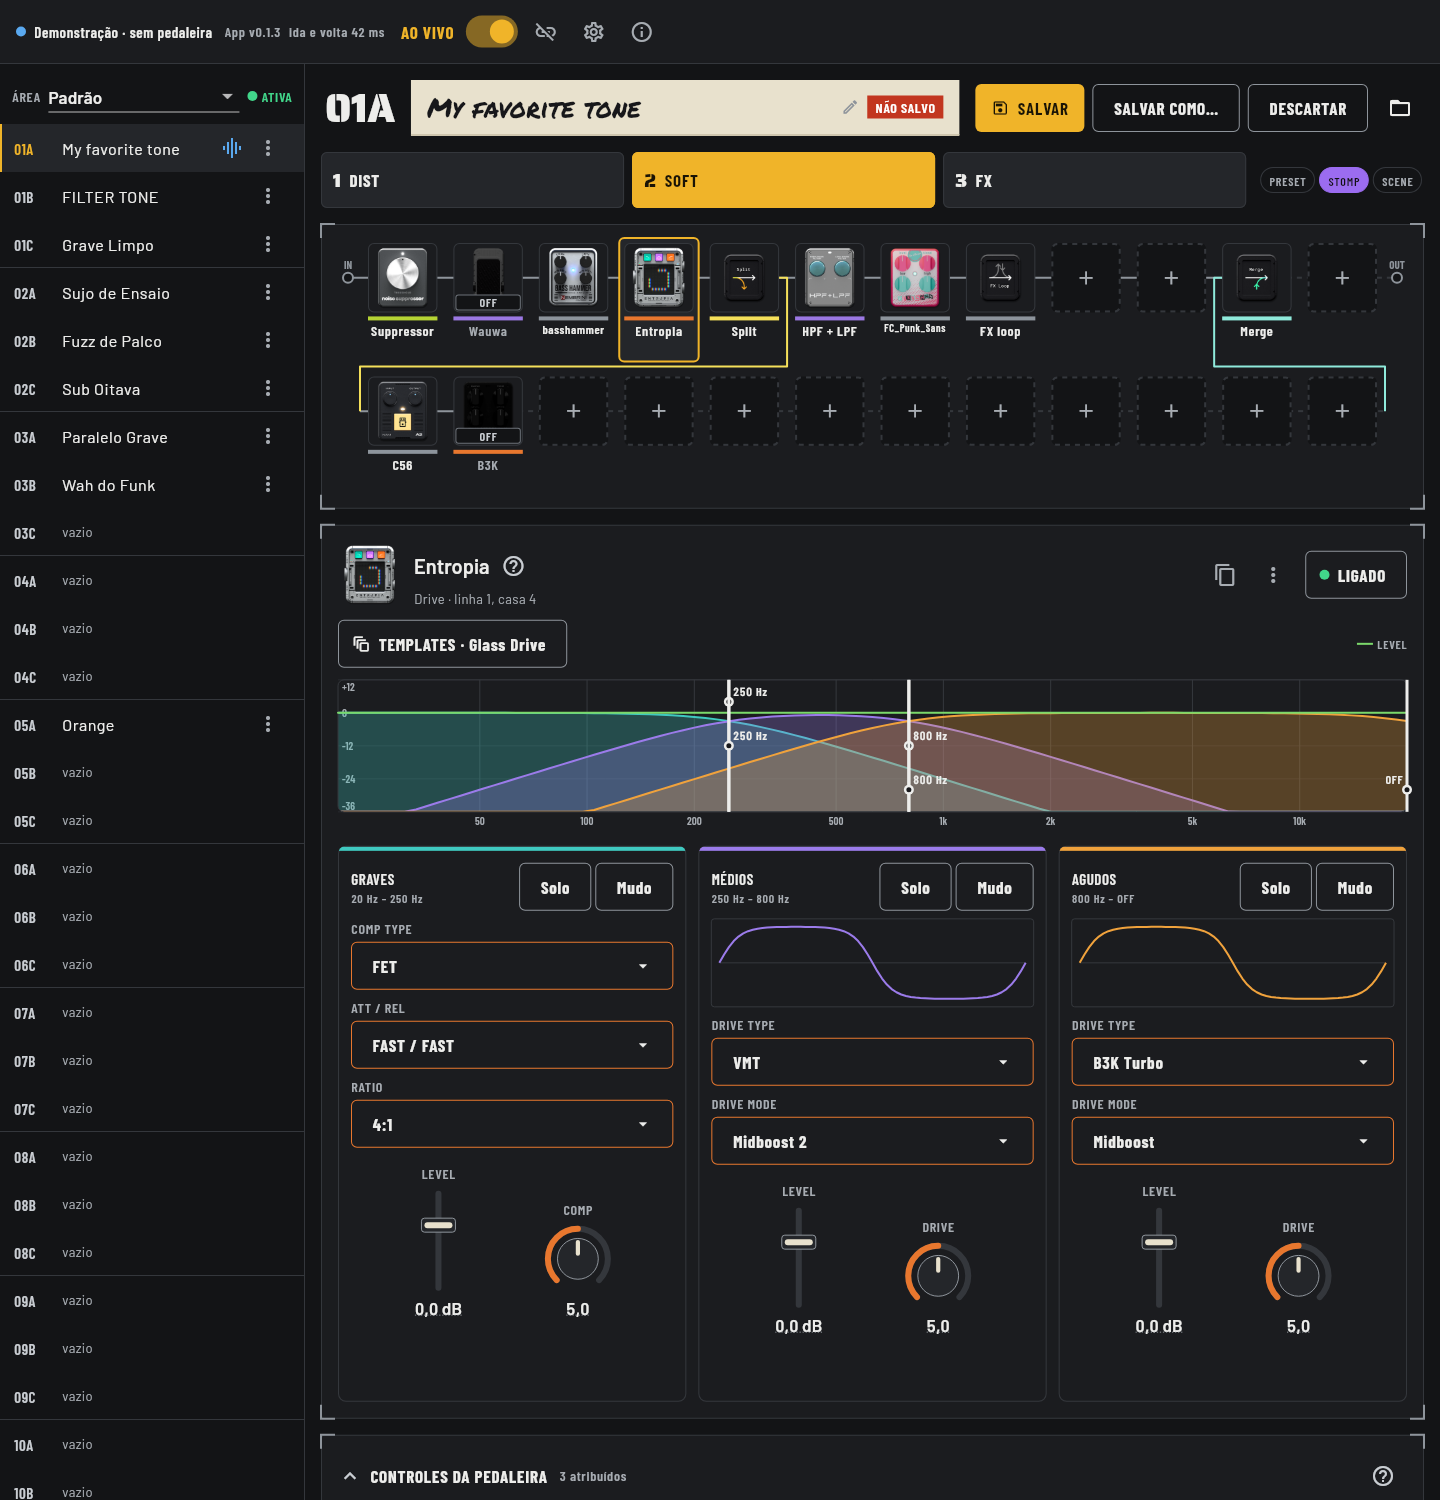 Demonstração · sem pedaleira App v0.1.3 Ida e volta 42 ms AO VIVO
ÁREA Padrão ATIVA
01A My favorite tone
01B FILTER TONE
01C Grave Limpo
02A Sujo de Ensaio
02B Fuzz de Palco
02C Sub Oitava
03A Paralelo Grave
03B Wah do Funk
03C vazio
04A vazio
04B vazio
04C vazio
05A Orange
05B vazio
05C vazio
06A vazio
06B vazio
06C vazio
07A vazio
07B vazio
07C vazio
08A vazio
08B vazio
08C vazio
09A vazio
09B vazio
09C vazio
10A vazio
10B vazio
01A My favorite tone NÃO SALVO SALVAR SALVAR COMO... DESCARTAR
1 DIST 2 SOFT 3 FX PRESET STOMP SCENE
IN OUT
noise suppressor OFF BASS HAMMER Split HPF+LPF FX Loop Merge
Suppressor Wauwa basshammer Entropia Split HPF + LPF FC_Punk_Sans FX loop Merge
OFF
C56 B3K
Entropia
Drive · linha 1, casa 4
LIGADO
TEMPLATES · Glass Drive
LEVEL
+12
0
-12
-24
-36
250 Hz
250 Hz
800 Hz
800 Hz
OFF
50 100 200 500 1k 2k 5k 10k
GRAVES
20 Hz – 250 Hz
Solo Mudo
COMP TYPE
FET
ATT / REL
FAST / FAST
RATIO
4:1
LEVEL
COMP
0,0 dB
5,0
MÉDIOS
250 Hz – 800 Hz
Solo Mudo
DRIVE TYPE
VMT
DRIVE MODE
Midboost 2
LEVEL
DRIVE
0,0 dB
5,0
AGUDOS
800 Hz – OFF
Solo Mudo
DRIVE TYPE
B3K Turbo
DRIVE MODE
Midboost
LEVEL
DRIVE
0,0 dB
5,0
CONTROLES DA PEDALEIRA 3 atribuídos